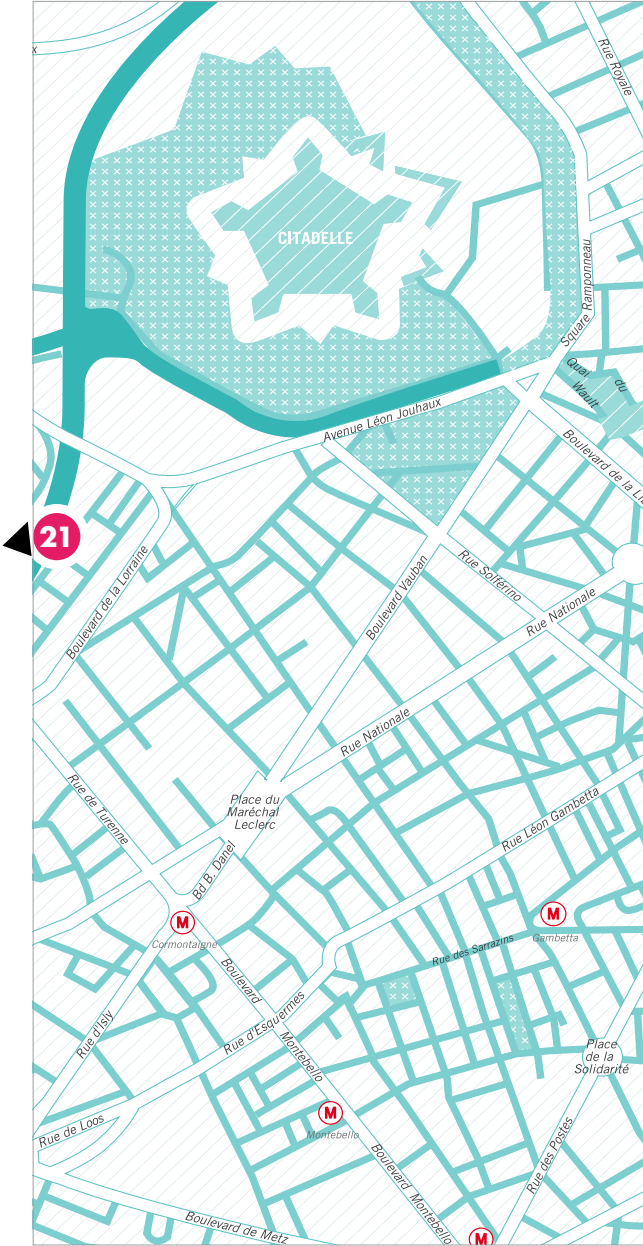 x
Rue Royale
CITADELLE
Square Ramponneau
Quai du
Wault
Avenue Léon Jouhaux
Boulevard de la Li
21
Boulevard de la Lorraine
Boulevard Vauban
Rue Solférino
Rue Nationale
Rue Nationale
Place du
Maréchal
Leclerc
Rue de Turenne
Rue Léon Gambetta
Bd B. Danel
M
Cormontaigne
M
Gambetta
Rue des Sarrazins
Boulevard
Montebello
Rue d'Isly
Rue d'Esquermes
Place
de la
Solidarité
M
Montebello
Rue de Loos
Rue des Postes
Boulevard Montebello
Boulevard de Metz
M